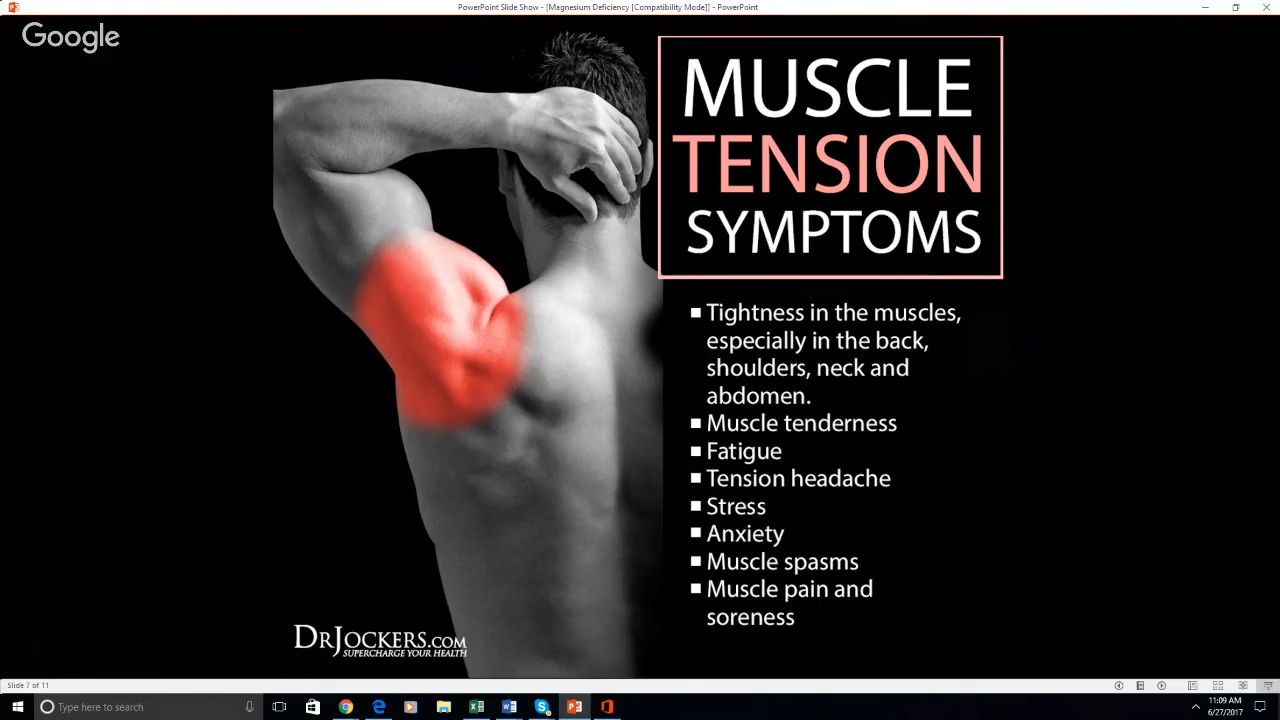 PowerPoint Slide Show - [Magnesium Deficiency [Compatibility Mode]] - PowerPoint
Google
MUSCLE
TENSION
SYMPTOMS
Tightness in the muscles,
especially in the back,
shoulders, neck and
abdomen.
Muscle tenderness
Fatigue
Tension headache
Stress
Anxiety
Muscle spasms
Muscle pain and
soreness
DRJOCKERS.COM
SUPERCHARGE YOUR HEALTH
Slide 7 of 11
Type here to search
11:09 AM
6/27/2017